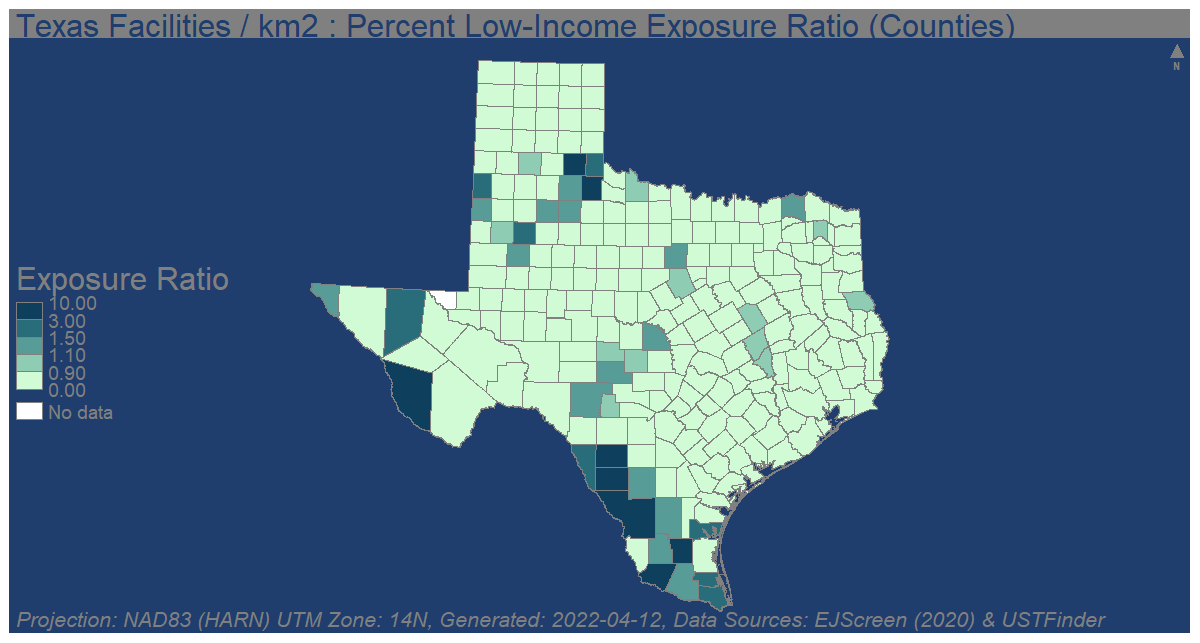 Texas Facilities / km2 : Percent Low-Income Exposure Ratio (Counties)
N
Exposure Ratio
10.00
3.00
1.50
1.10
0.90
0.00
No data
Projection: NAD83 (HARN) UTM Zone: 14N, Generated: 2022-04-12, Data Sources: EJScreen (2020) & USTFinder